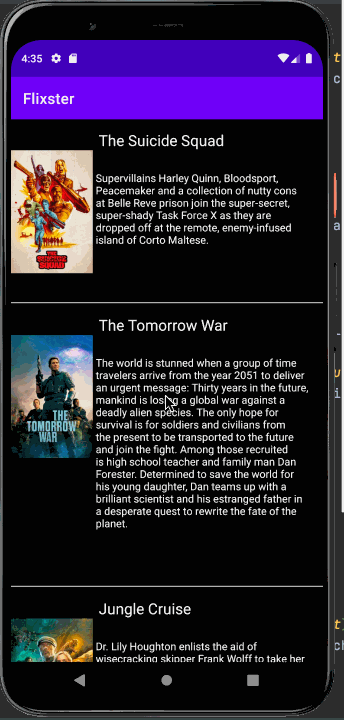 4:35
Flixster
The Suicide Squad
Supervillains Harley Quinn, Bloodsport,
Peacemaker and a collection of nutty cons
at Belle Reve prison join the super-secret,
super-shady Task Force X as they are
dropped off at the remote, enemy-infused
island of Corto Maltese.
The Tomorrow War
The world is stunned when a group of time
travelers arrive from the year 2051 to deliver
an urgent message: Thirty years in the future,
mankind is losing a global war against a
deadly alien species. The only hope for
survival is for soldiers and civilians from
the present to be transported to the future
and join the fight. Among those recruited
is high school teacher and family man Dan
Forester. Determined to save the world for
his young daughter, Dan teams up with a
brilliant scientist and his estranged father in
a desperate quest to rewrite the fate of the
planet.
THE
TOMORROW
WAR
Jungle Cruise
Dr. Lily Houghton enlists the aid of
wisecracking skipper Frank Wolff to take her